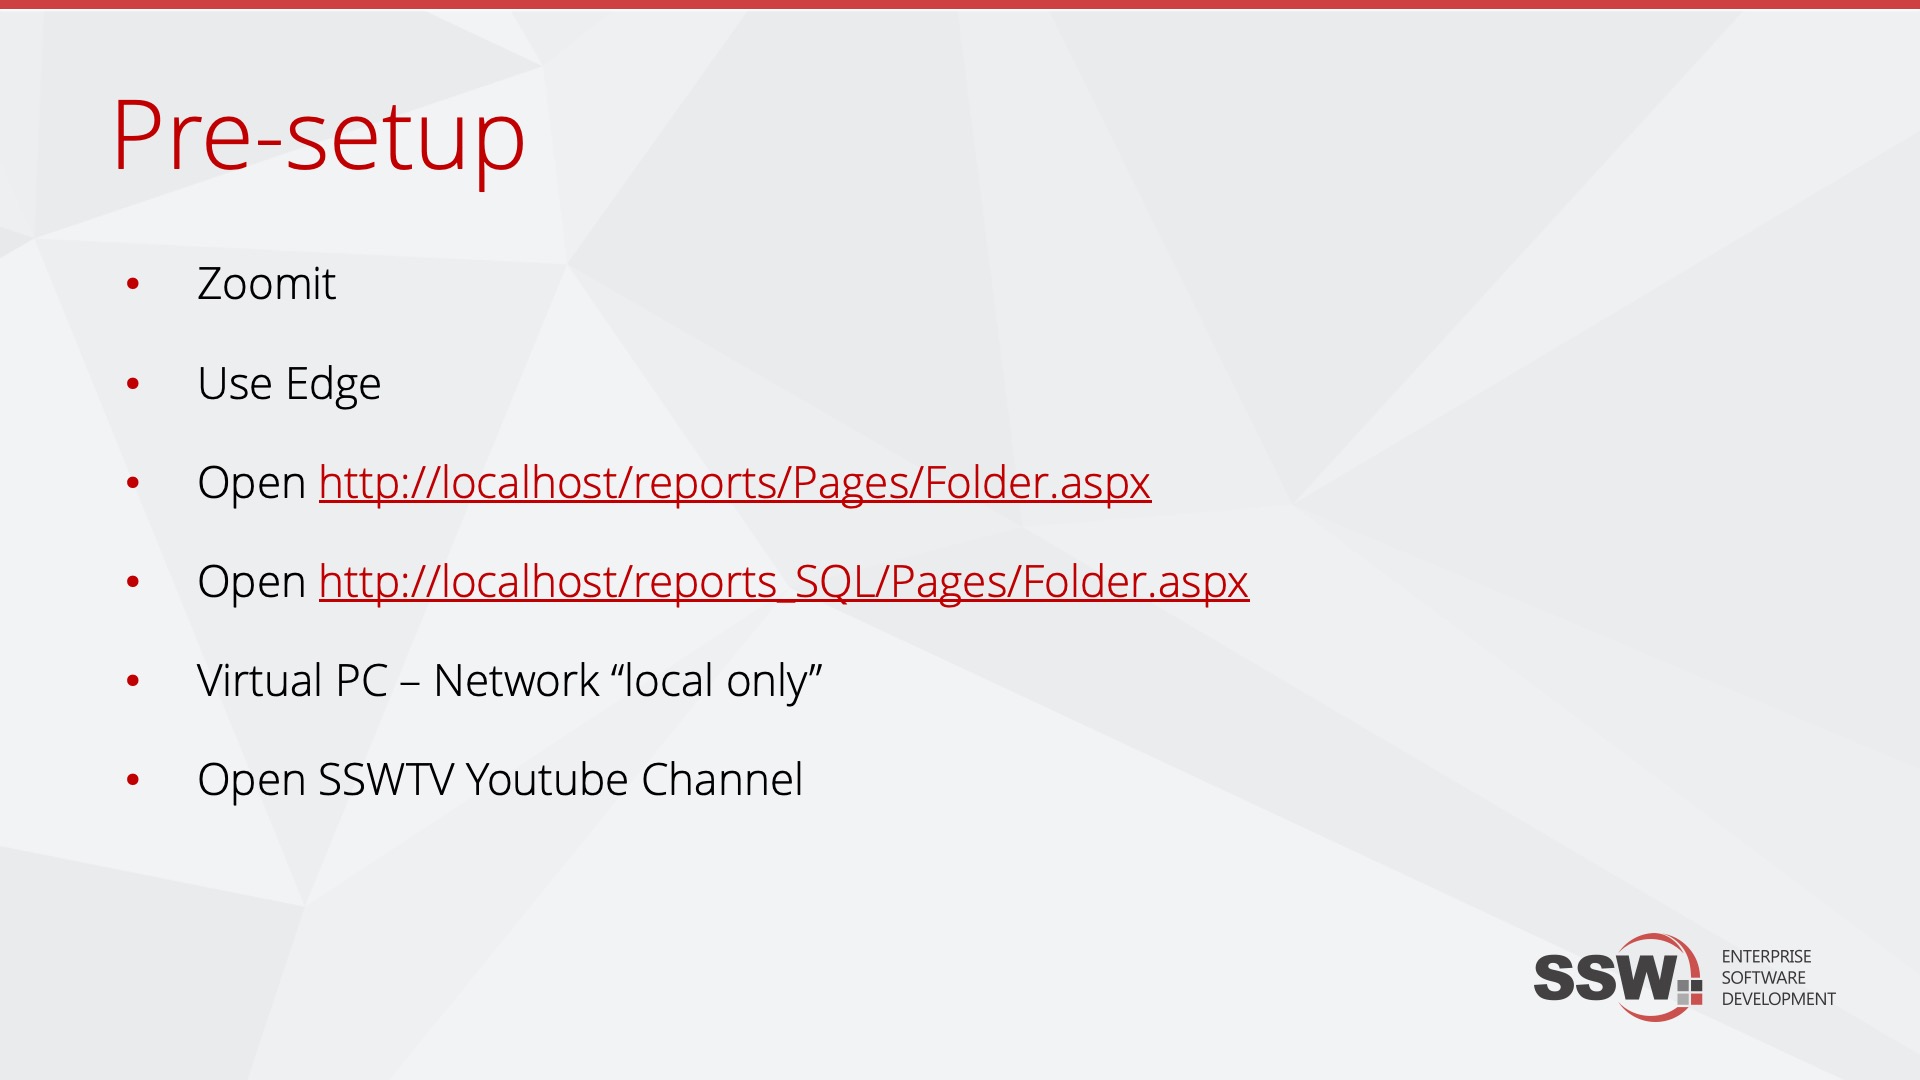 Pre-setup
• Zoomit
• Use Edge
• Open http://localhost/reports/Pages/Folder.aspx
• Open http://localhost/reports_SQL/Pages/Folder.aspx
• Virtual PC – Network “local only”
• Open SSWTV Youtube Channel
SSW
ENTERPRISE
SOFTWARE
DEVELOPMENT